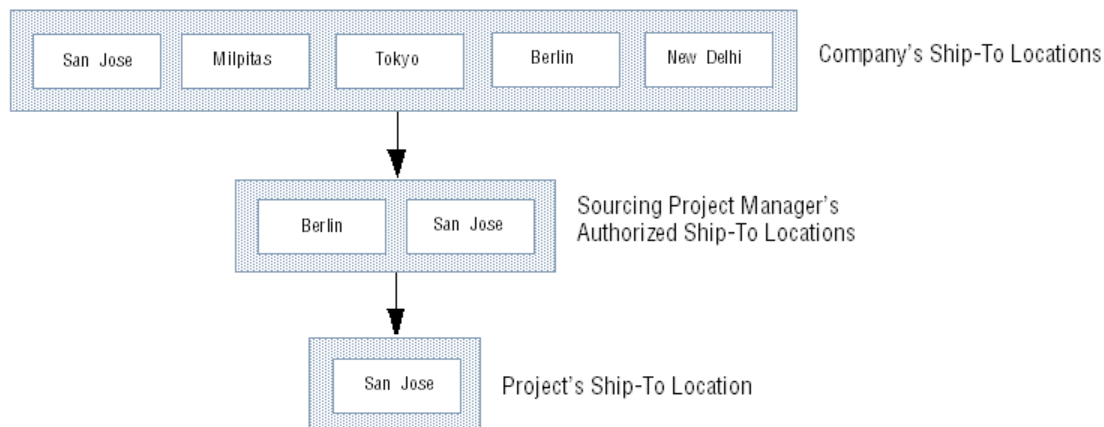 San Jose
Milpitas
Tokyo
Berlin
New Delhi
Company's Ship-To Locations
Berlin
San Jose
Sourcing Project Manager's
Authorized Ship-To Locations
San Jose
Project's Ship-To Location